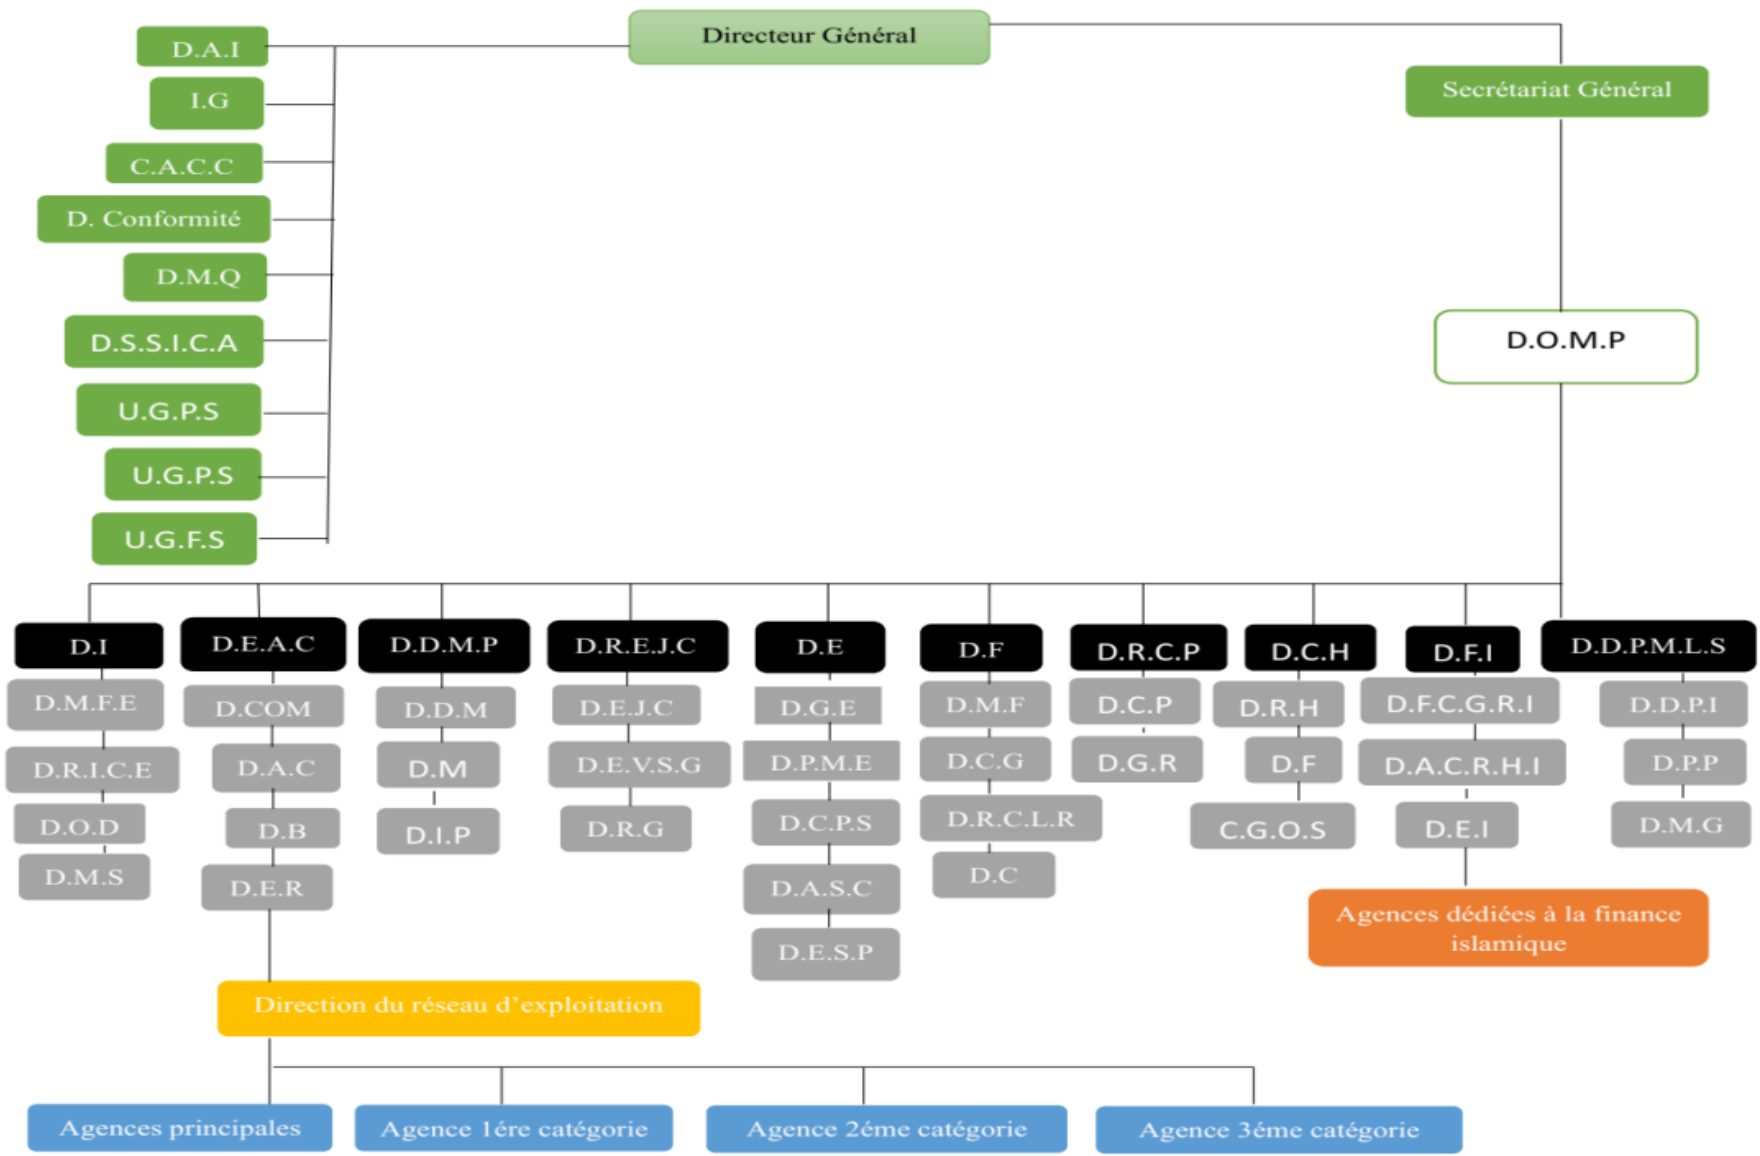 Directeur Général
Secrétariat Général
D.A.I
I.G
C.A.C.C
D. Conformité
D.M.Q
D.S.S.I.C.A
U.G.P.S
U.G.P.S
U.G.F.S
D.O.M.P
D.I
D.M.F.E
D.R.I.C.E
D.O.D
D.M.S
D.E.A.C
D.COM
D.A.C
D.B
D.E.R
D.D.M.P
D.D.M
D.M
D.I.P
D.R.E.J.C
D.E.J.C
D.E.V.S.G
D.R.G
D.E
D.G.E
D.P.M.E
D.C.P.S
D.A.S.C
D.E.S.P
D.F
D.M.F
D.C.G
D.R.C.L.R
D.C
D.R.C.P
D.C.P
D.G.R
D.C.H
D.R.H
D.F
C.G.O.S
D.F.I
D.F.C.G.R.I
D.A.C.R.H.I
D.E.I
Agences dédiées à la finance
islamique
D.D.P.M.L.S
D.D.P.I
D.P.P
D.M.G
Direction du réseau d’exploitation
Agences principales
Agence 1ére catégorie
Agence 2éme catégorie
Agence 3éme catégorie